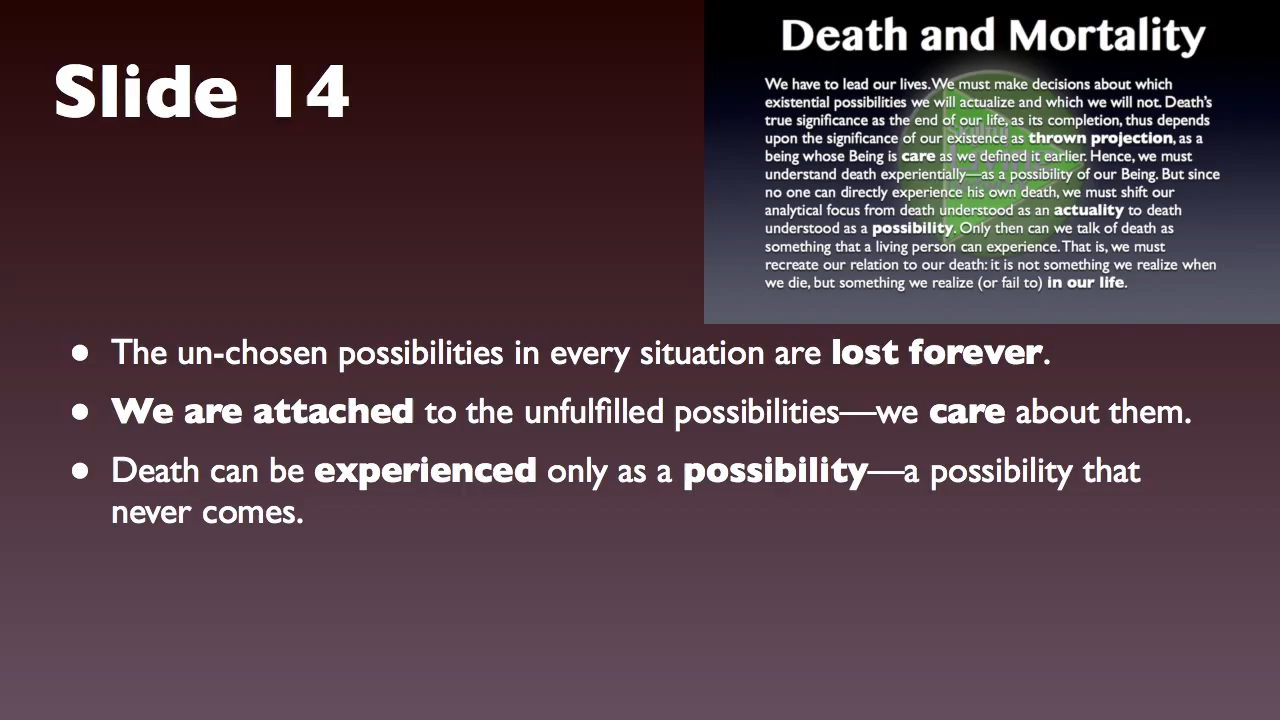 Slide 14
Death and Mortality
We have to lead our lives. We must make decisions about which
existential possibilities we will actualize and which we will not. Death's
true significance as the end of our life, as its completion, thus depends
upon the significance of our existence as thrown projection, as a
being whose Being is care as we defined it earlier. Hence, we must
understand death experientially—as a possibility of our Being. But since
no one can directly experience his own death, we must shift our
analytical focus from death understood as an actuality to death
understood as a possibility. Only then can we talk of death as
something that a living person can experience. That is, we must
recreate our relation to our death: it is not something we realize when
we die, but something we realize (or fail to) in our life.
● The un-chosen possibilities in every situation are lost forever.
● We are attached to the unfulfilled possibilities—we care about them.
● Death can be experienced only as a possibility—a possibility that
never comes.